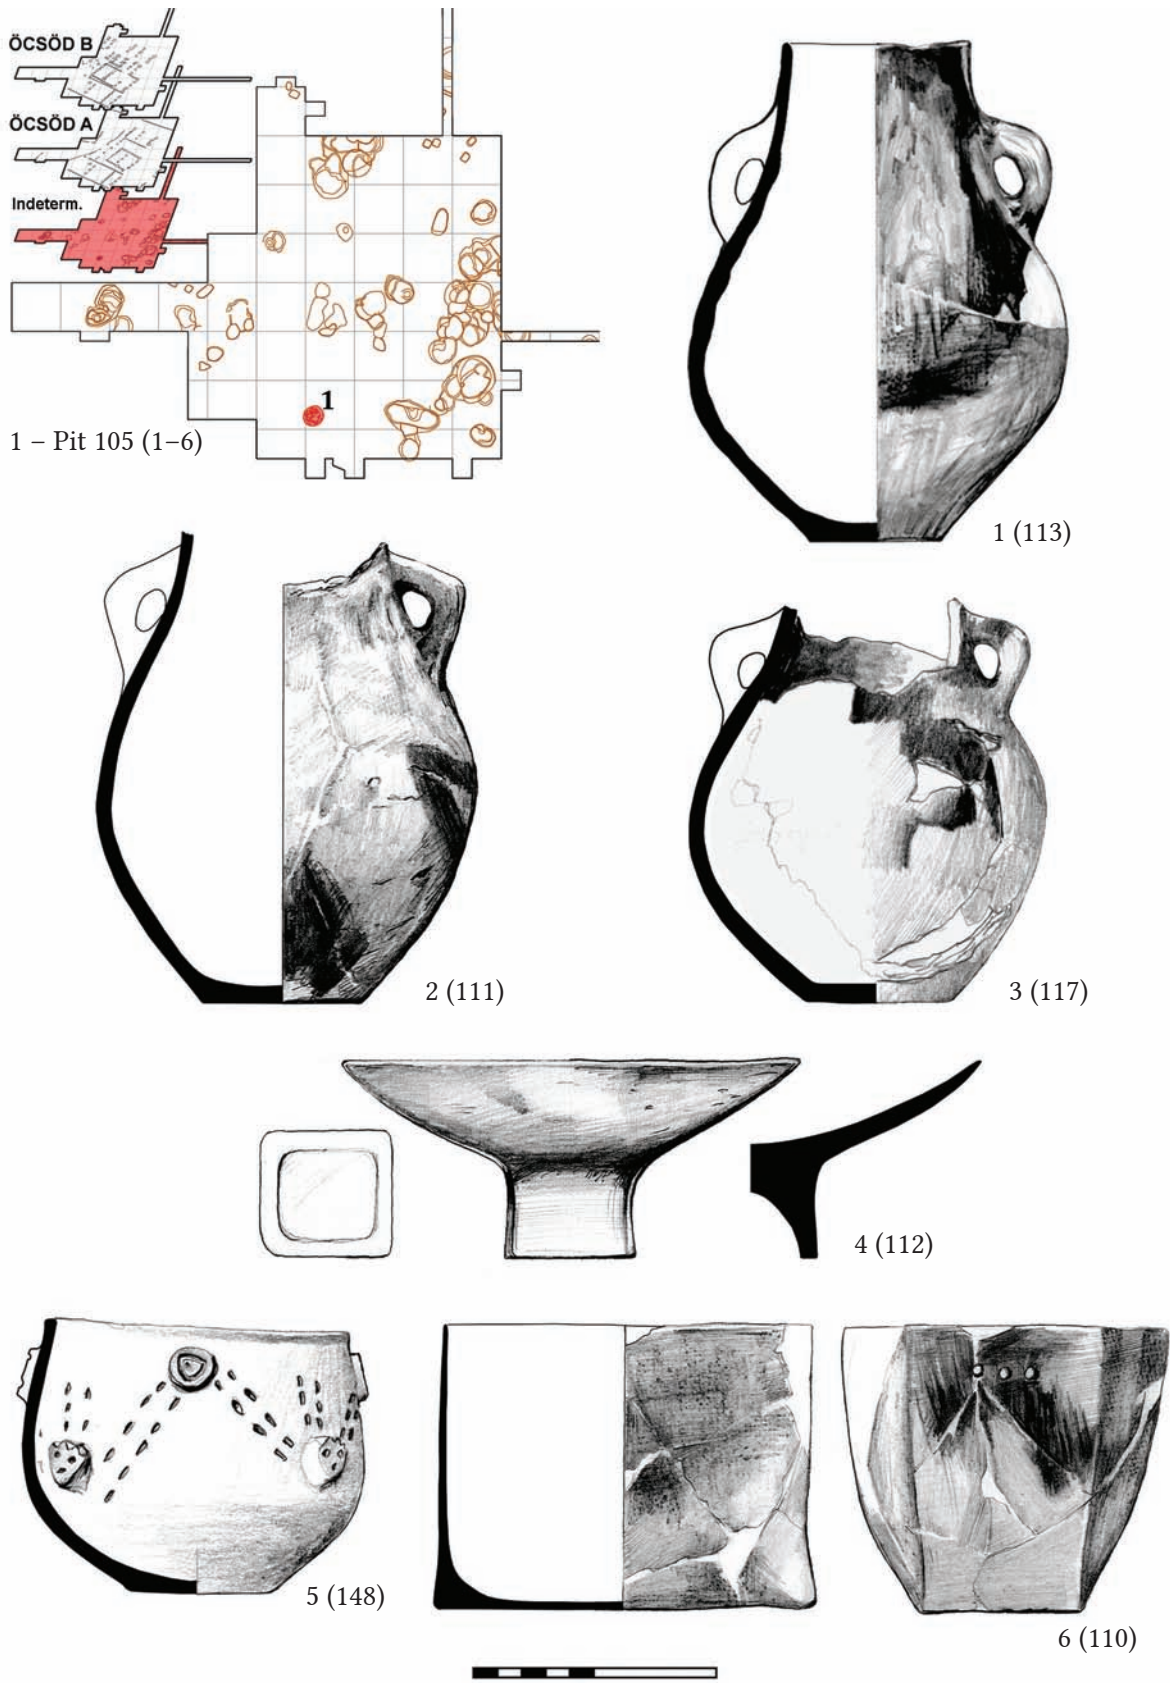 ÖCSÖD B
ÖCSÖD A
Indeterm.
1
1 – Pit 105 (1–6)
1 (113)
2 (111)
3 (117)
4 (112)
5 (148)
6 (110)